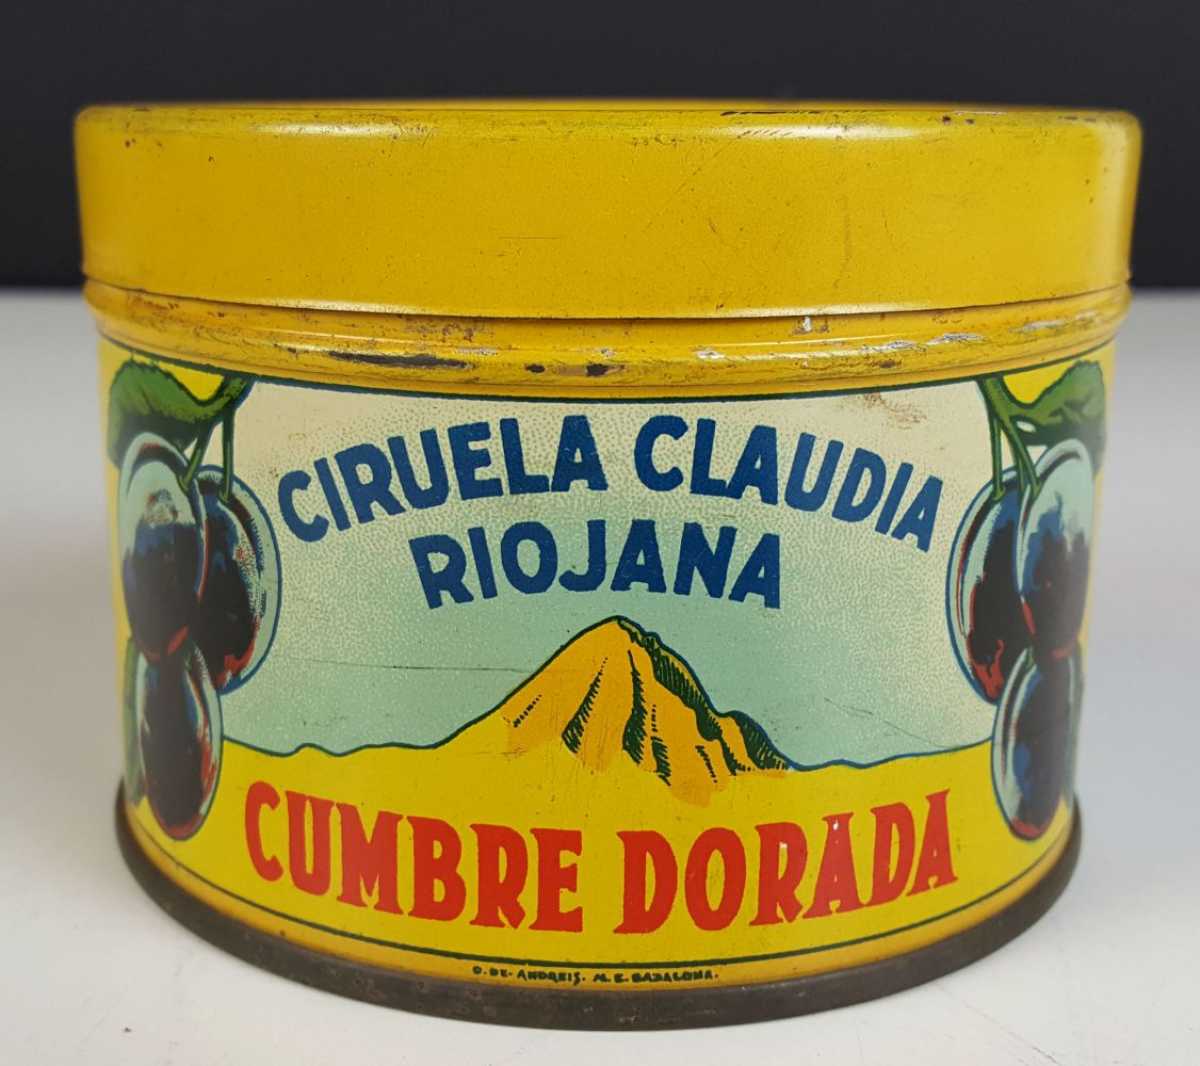 CIRUELA CLAUDIA
RIOJANA
CUMBRE DORADA
G. DE- ANDREIS. M. E. BADALONA.